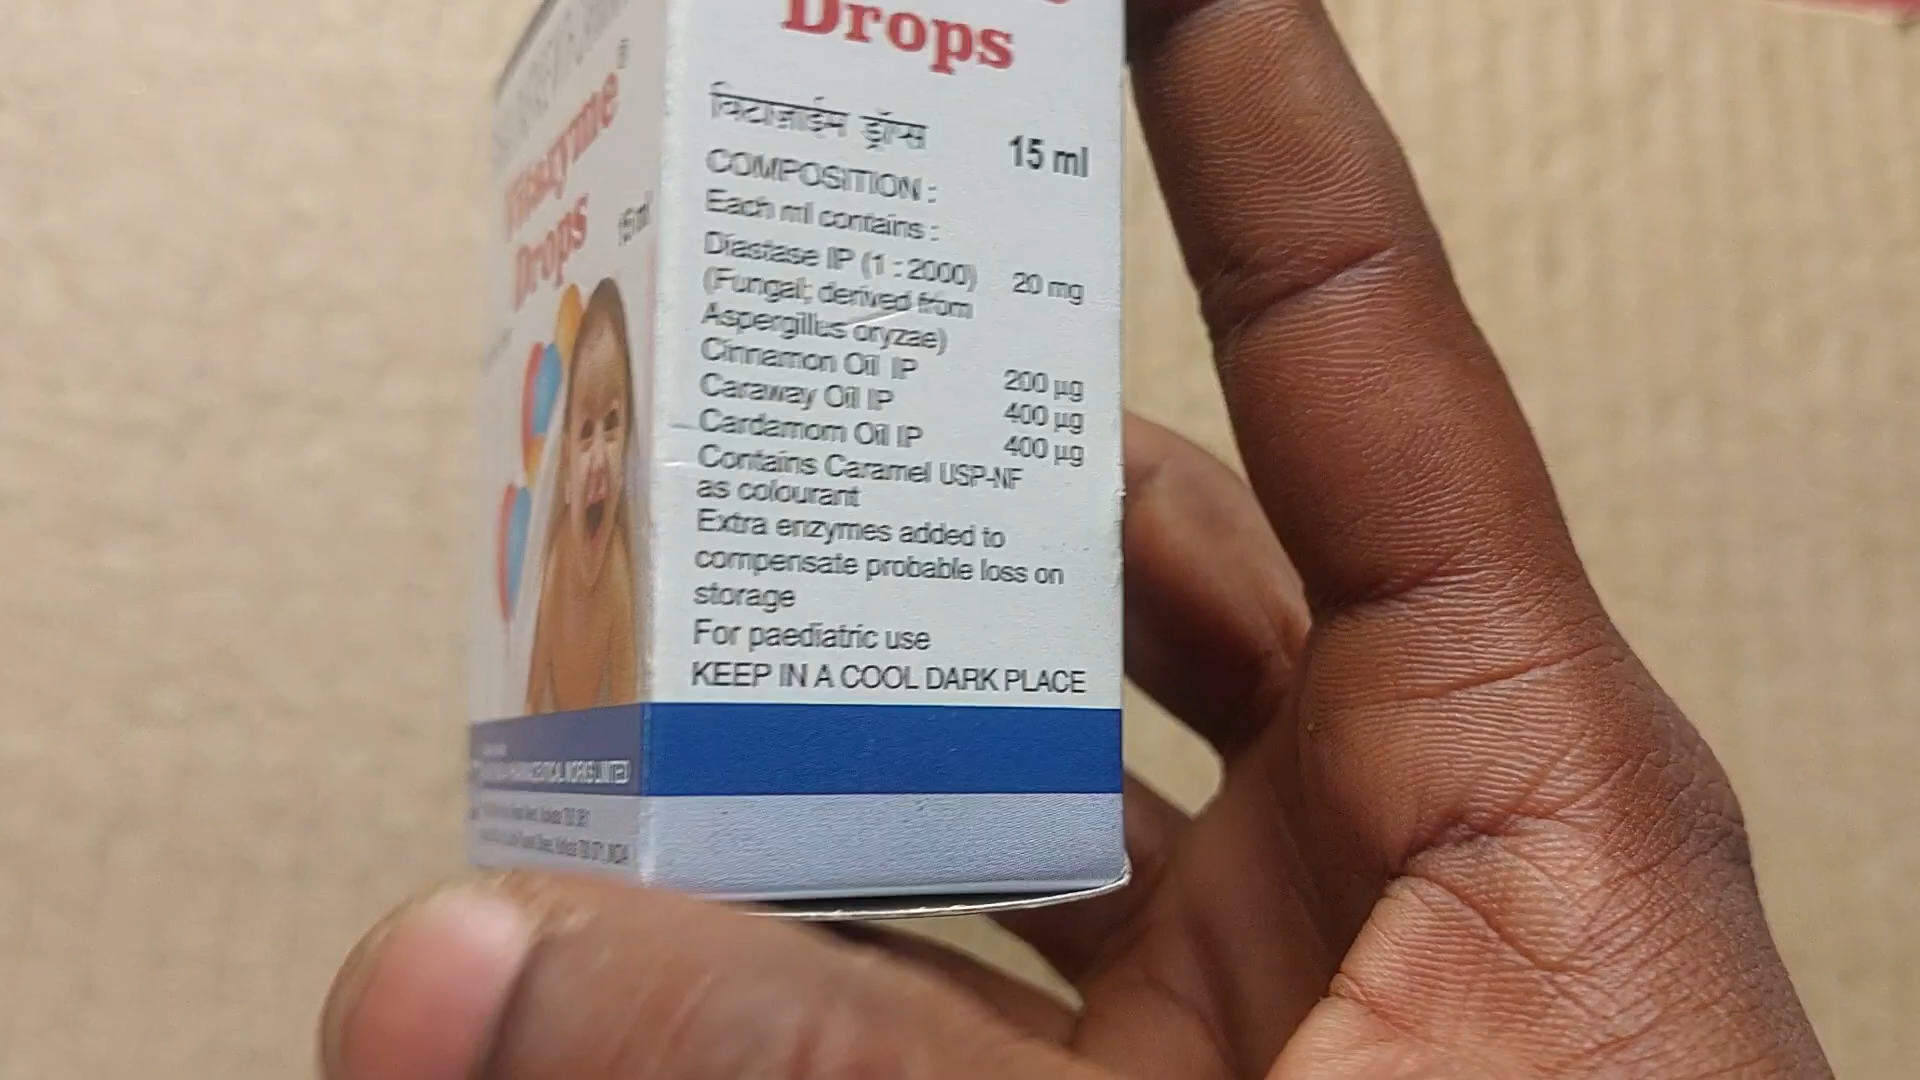 Vitazyme®
Drops
15 ml
Drops
विटाज़ाईम ड्रॉप्स
15 ml
COMPOSITION :
Each ml contains :
Diastase IP (1 : 2000) 20 mg
(Fungal; derived from
Aspergillus oryzae)
Cinnamon Oil IP 200 µg
Caraway Oil IP 400 µg
Cardamom Oil IP 400 µg
Contains Caramel USP-NF
as colourant
Extra enzymes added to
compensate probable loss on
storage
For paediatric use
KEEP IN A COOL DARK PLACE